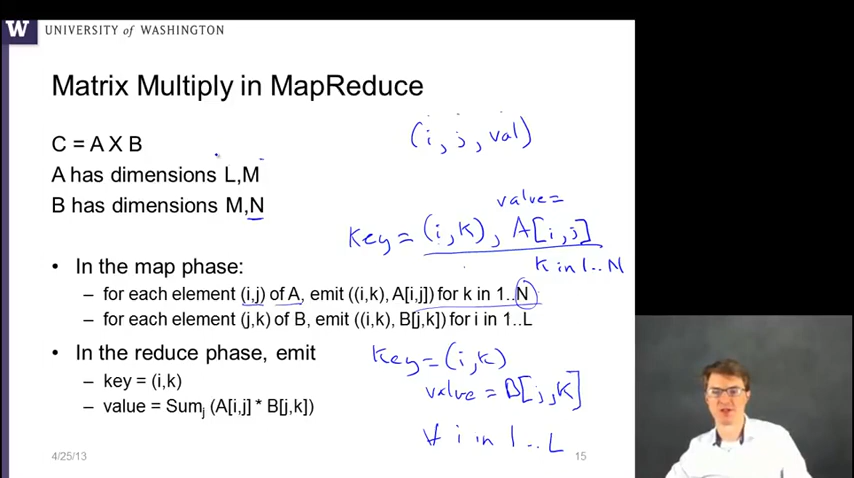 W UNIVERSITY of WASHINGTON
Matrix Multiply in MapReduce
C = A X B
A has dimensions L,M
B has dimensions M,N
(i, j, val)
value =
key = (i, k), A[i,j]
k in 1..N
• In the map phase:
– for each element (i,j) of A, emit ((i,k), A[i,j]) for k in 1..N
– for each element (j,k) of B, emit ((i,k), B[j,k]) for i in 1..L
• In the reduce phase, emit
– key = (i,k)
– value = Sumj (A[i,j] * B[j,k])
key = (i, k)
value = B[j, k]
∀ i in 1..L
4/25/13
15